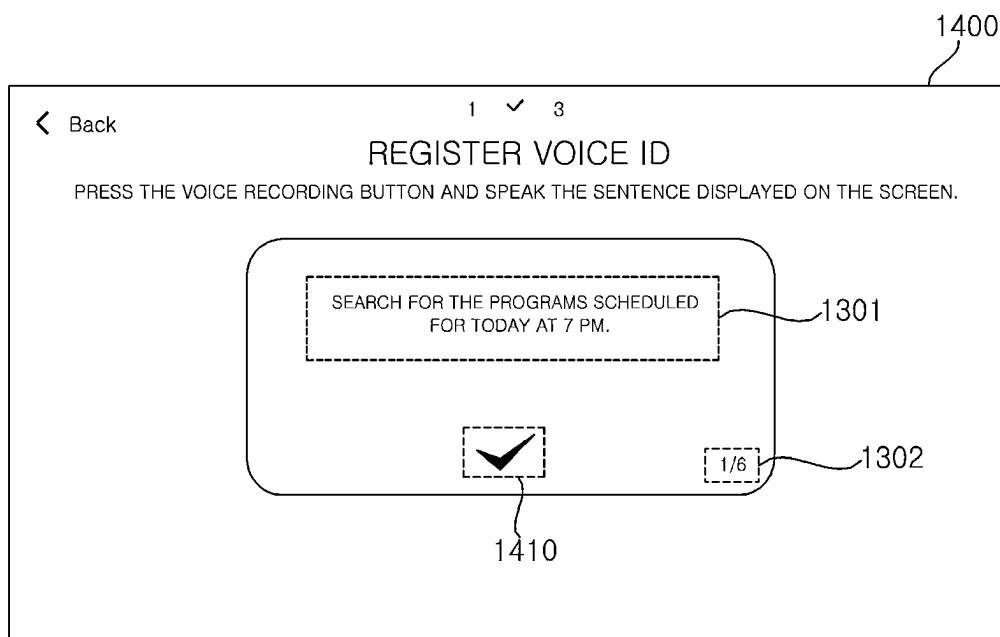 1400
Back
1 ✓ 3
REGISTER VOICE ID
PRESS THE VOICE RECORDING BUTTON AND SPEAK THE SENTENCE DISPLAYED ON THE SCREEN.
SEARCH FOR THE PROGRAMS SCHEDULED
FOR TODAY AT 7 PM.
1301
1/6
1302
1410